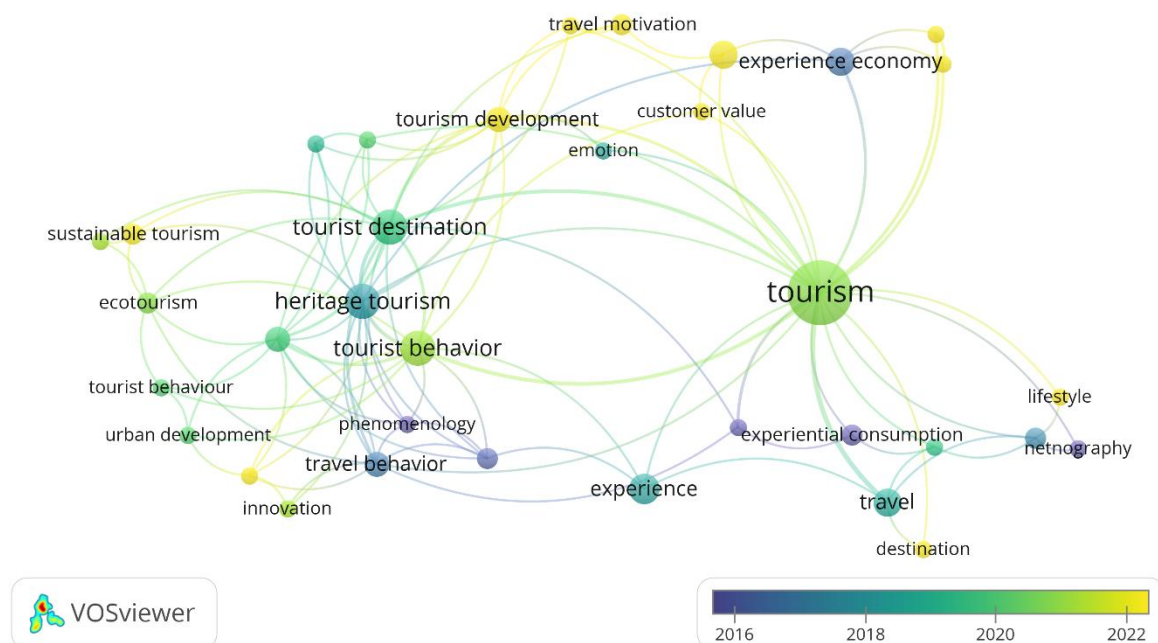 travel motivation
experience economy
tourism development
customer value
emotion
tourist destination
sustainable tourism
heritage tourism
ecotourism
tourism
tourist behavior
tourist behaviour
lifestyle
phenomenology
urban development
experiential consumption
netnography
travel behavior
experience
travel
innovation
destination
VOSviewer
2016 2018 2020 2022